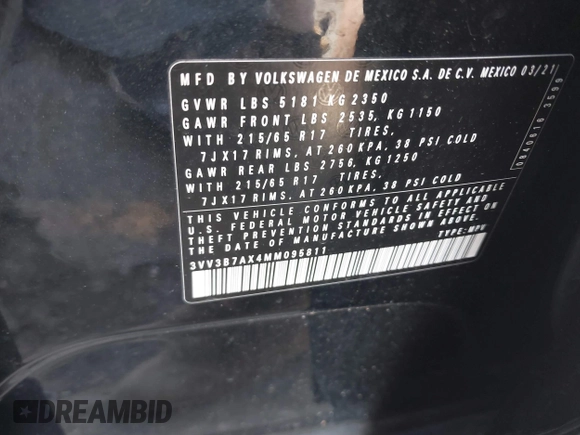 MFD BY VOLKSWAGEN DE MEXICO S.A. DE C.V. MEXICO 03/21
GVWR LBS 5181 KG 2350
GAWR FRONT LBS 2535, KG 1150
WITH 215/65 R17 TIRES,
7JX17 RIMS, AT 260 KPA, 38 PSI COLD
GAWR REAR LBS 2756, KG 1250
WITH 215/65 R17 TIRES,
7JX17 RIMS, AT 260 KPA, 38 PSI COLD
THIS VEHICLE CONFORMS TO ALL APPLICABLE
U.S. FEDERAL MOTOR VEHICLE SAFETY AND
THEFT PREVENTION STANDARDS IN EFFECT ON
THE DATE OF MANUFACTURE SHOWN ABOVE.
TYPE: MPV
3VV3B7AX4MM095811
0840916 3599
DREAMBID